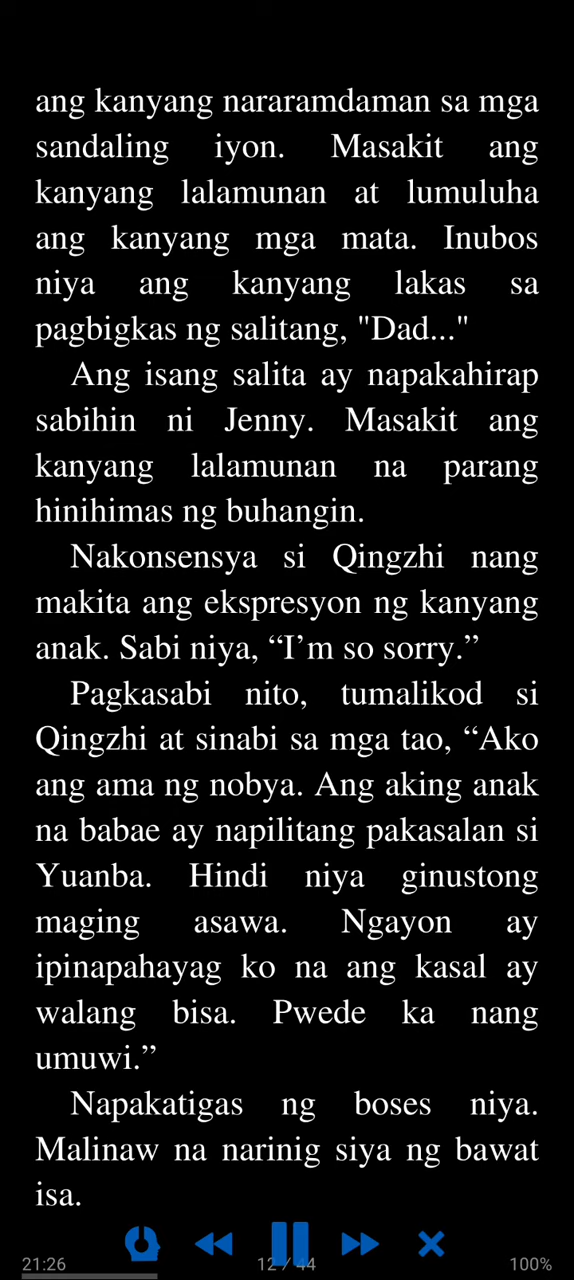 ang kanyang nararamdaman sa mga
sandaling iyon. Masakit ang
kanyang lalamunan at lumuluha
ang kanyang mga mata. Inubos
niya ang kanyang lakas sa
pagbigkas ng salitang, "Dad..."
Ang isang salita ay napakahirap
sabihin ni Jenny. Masakit ang
kanyang lalamunan na parang
hinihimas ng buhangin.
Nakonsensya si Qingzhi nang
makita ang ekspresyon ng kanyang
anak. Sabi niya, “I’m so sorry.”
Pagkasabi nito, tumalikod si
Qingzhi at sinabi sa mga tao, “Ako
ang ama ng nobya. Ang aking anak
na babae ay napilitang pakasalan si
Yuanba. Hindi niya ginustong
maging asawa. Ngayon ay
ipinapahayag ko na ang kasal ay
walang bisa. Pwede ka nang
umuwi.”
Napakatigas ng boses niya.
Malinaw na narinig siya ng bawat
isa.
21:26 12 / 44 100%